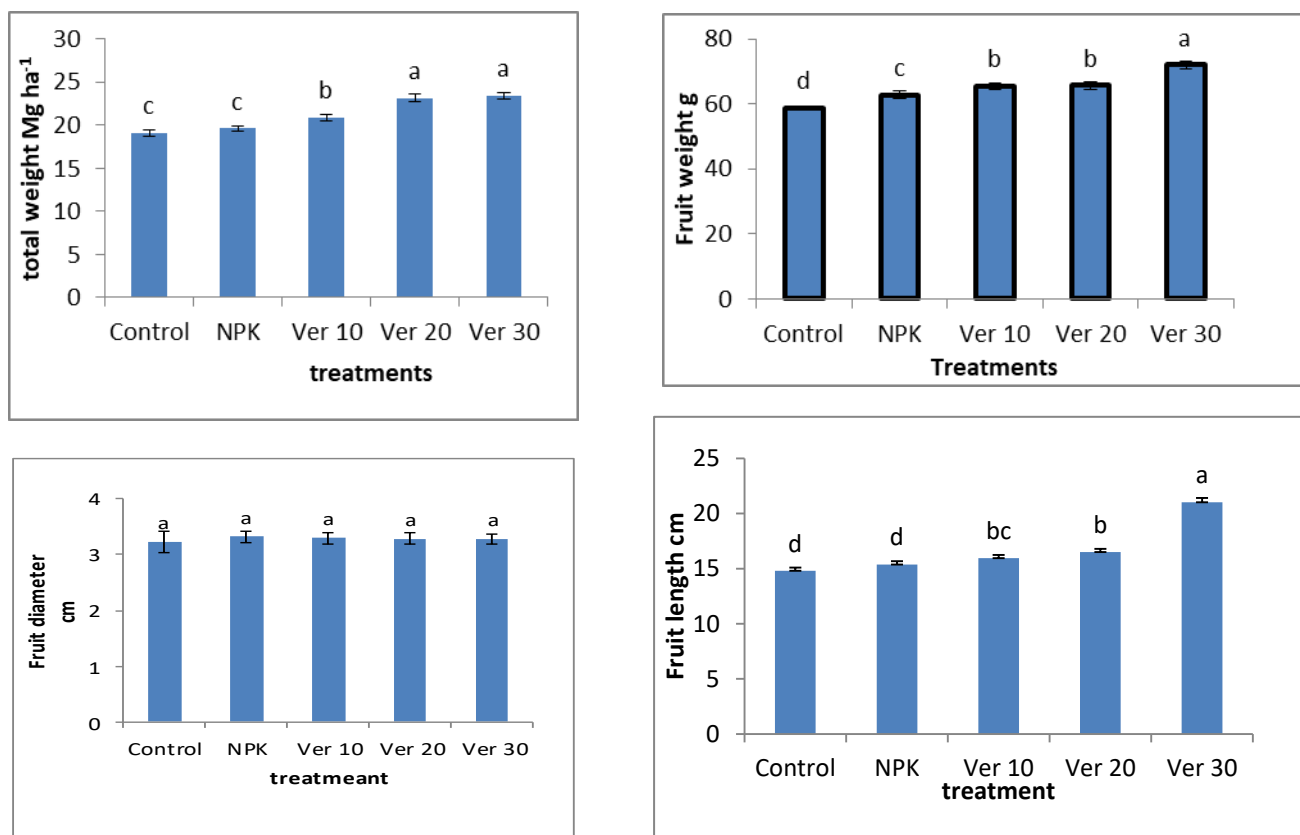 total weight Mg ha-1
30
25
20
15
10
5
0
c
c
b
a
a
Control NPK Ver 10 Ver 20 Ver 30
treatments
Fruit weight g
80
60
40
20
0
d
c
b
b
a
Control NPK Ver 10 Ver 20 Ver 30
Treatments
Fruit diameter
cm
4
3
2
1
0
a
a
a
a
a
Control NPK Ver 10 Ver 20 Ver 30
treatmeant
Fruit length cm
25
20
15
10
5
0
d
d
bc
b
a
Control NPK Ver 10 Ver 20 Ver 30
treatment